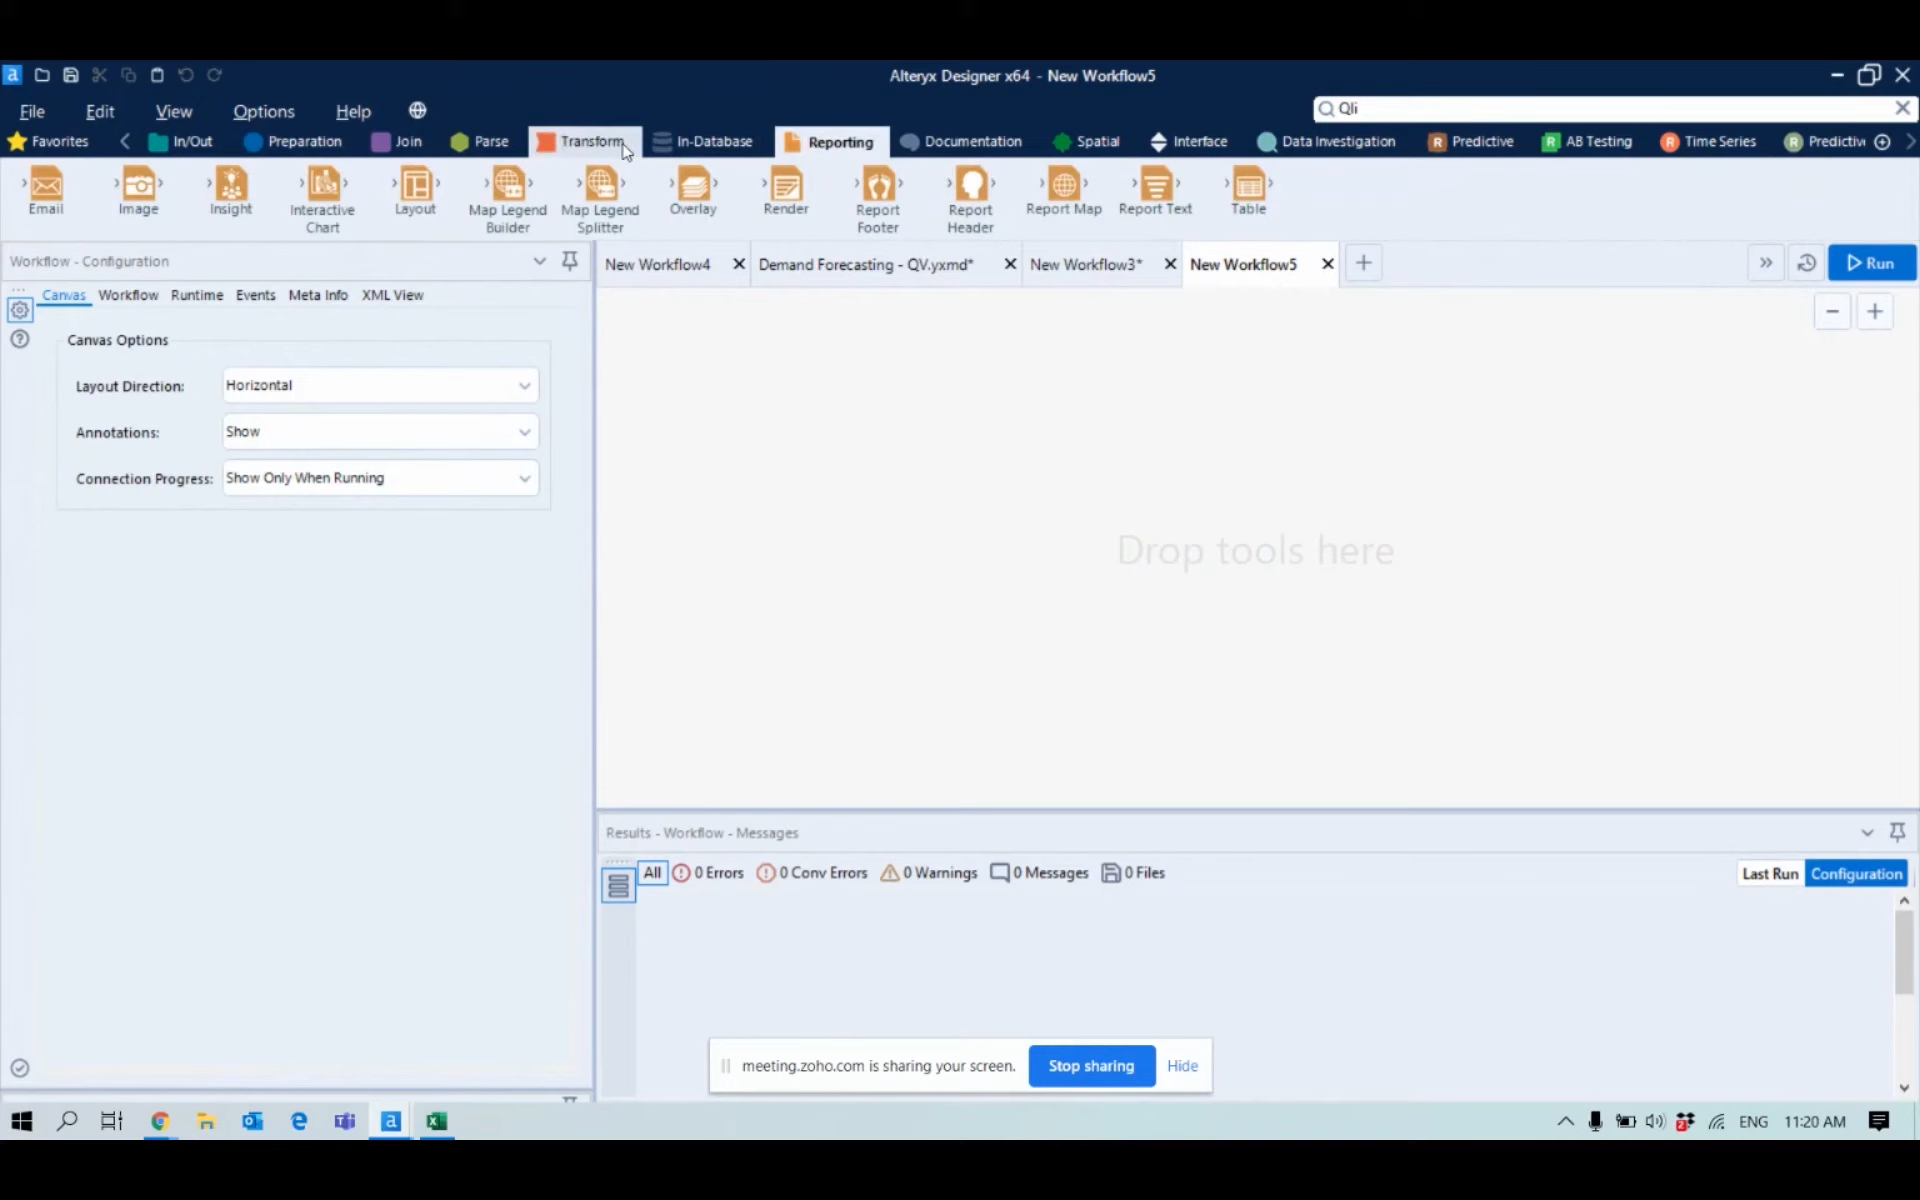 Alteryx Designer x64 - New Workflow5
File Edit View Options Help
Qli
Favorites In/Out Preparation Join Parse Transform In-Database Reporting Documentation Spatial Interface Data Investigation Predictive AB Testing Time Series Predictiv
Email Image Insight Interactive Chart Layout Map Legend Builder Map Legend Splitter Overlay Render Report Footer Report Header Report Map Report Text Table
Workflow - Configuration
New Workflow4 Demand Forecasting - QV.yxmd* New Workflow3* New Workflow5
Run
Canvas Workflow Runtime Events Meta Info XML View
Canvas Options
Layout Direction: Horizontal
Annotations: Show
Connection Progress: Show Only When Running
Drop tools here
Results - Workflow - Messages
All 0 Errors 0 Conv Errors 0 Warnings 0 Messages 0 Files
Last Run Configuration
meeting.zoho.com is sharing your screen. Stop sharing Hide
ENG 11:20 AM